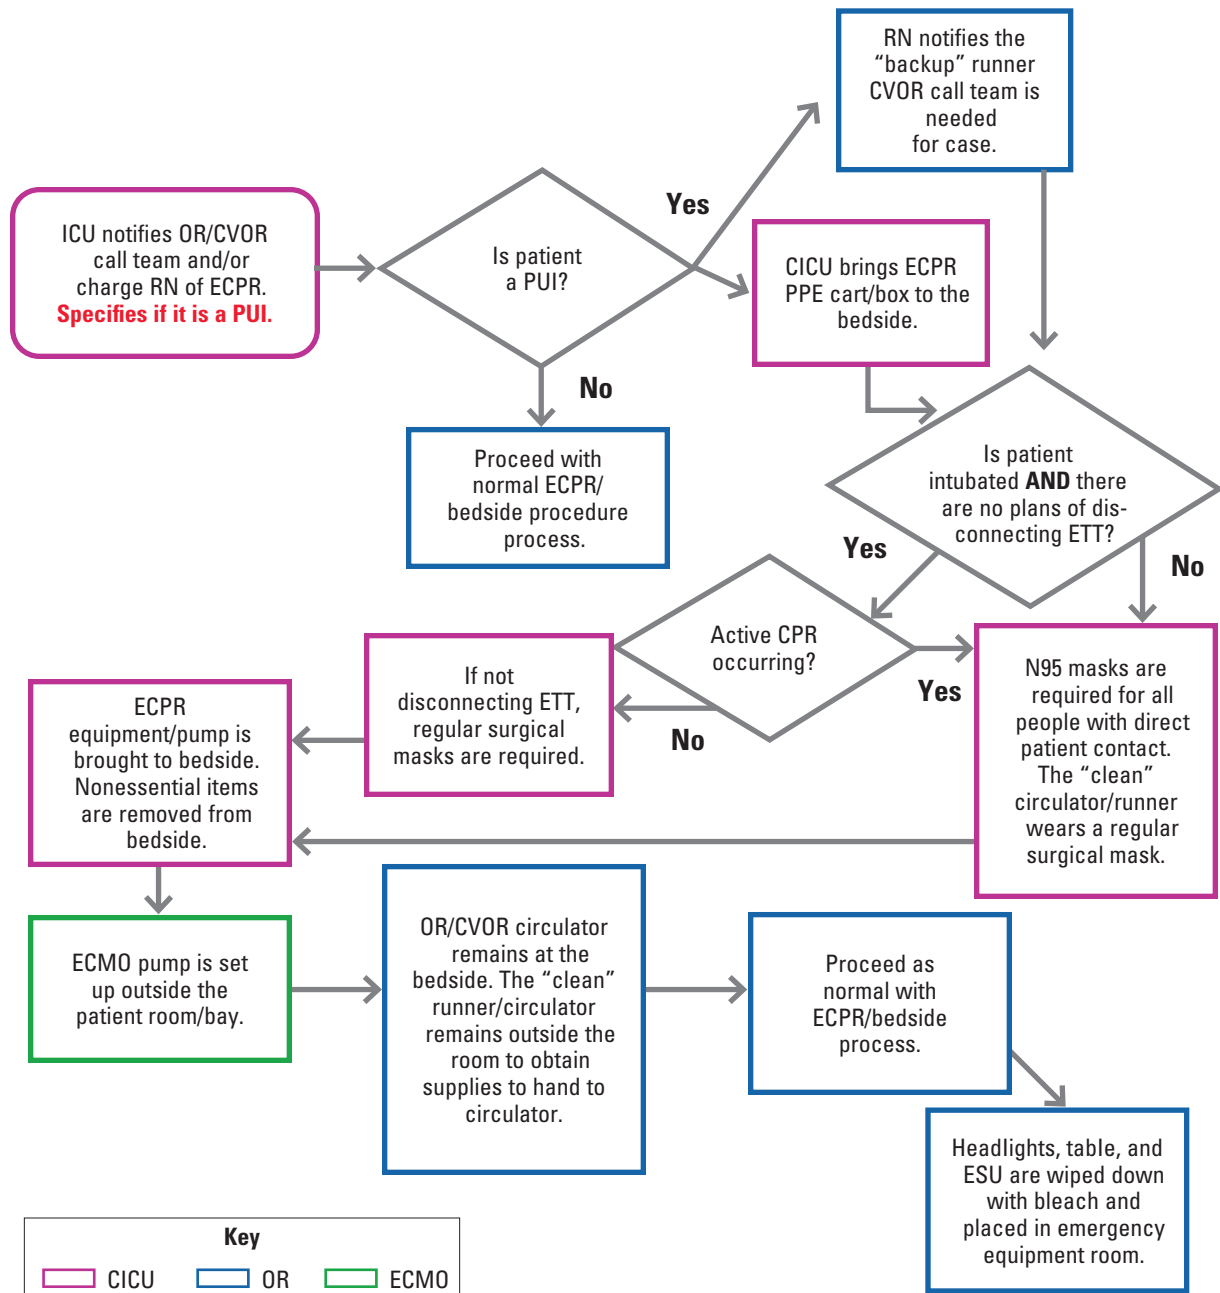 RN notifies the
“backup” runner
CVOR call team is
needed
for case.
Yes
ICU notifies OR/CVOR
call team and/or
charge RN of ECPR.
Specifies if it is a PUI.
Is patient
a PUI?
CICU brings ECPR
PPE cart/box to the
bedside.
No
Proceed with
normal ECPR/
bedside procedure
process.
Is patient
intubated AND there
are no plans of dis-
connecting ETT?
Yes
No
Active CPR
occurring?
Yes
No
If not
disconnecting ETT,
regular surgical
masks are required.
N95 masks are
required for all
people with direct
patient contact.
The “clean”
circulator/runner
wears a regular
surgical mask.
ECPR
equipment/pump is
brought to bedside.
Nonessential items
are removed from
bedside.
ECMO pump is set
up outside the
patient room/bay.
OR/CVOR circulator
remains at the
bedside. The “clean”
runner/circulator
remains outside the
room to obtain
supplies to hand to
circulator.
Proceed as
normal with
ECPR/bedside
process.
Headlights, table, and
ESU are wiped down
with bleach and
placed in emergency
equipment room.
Key
CICU OR ECMO